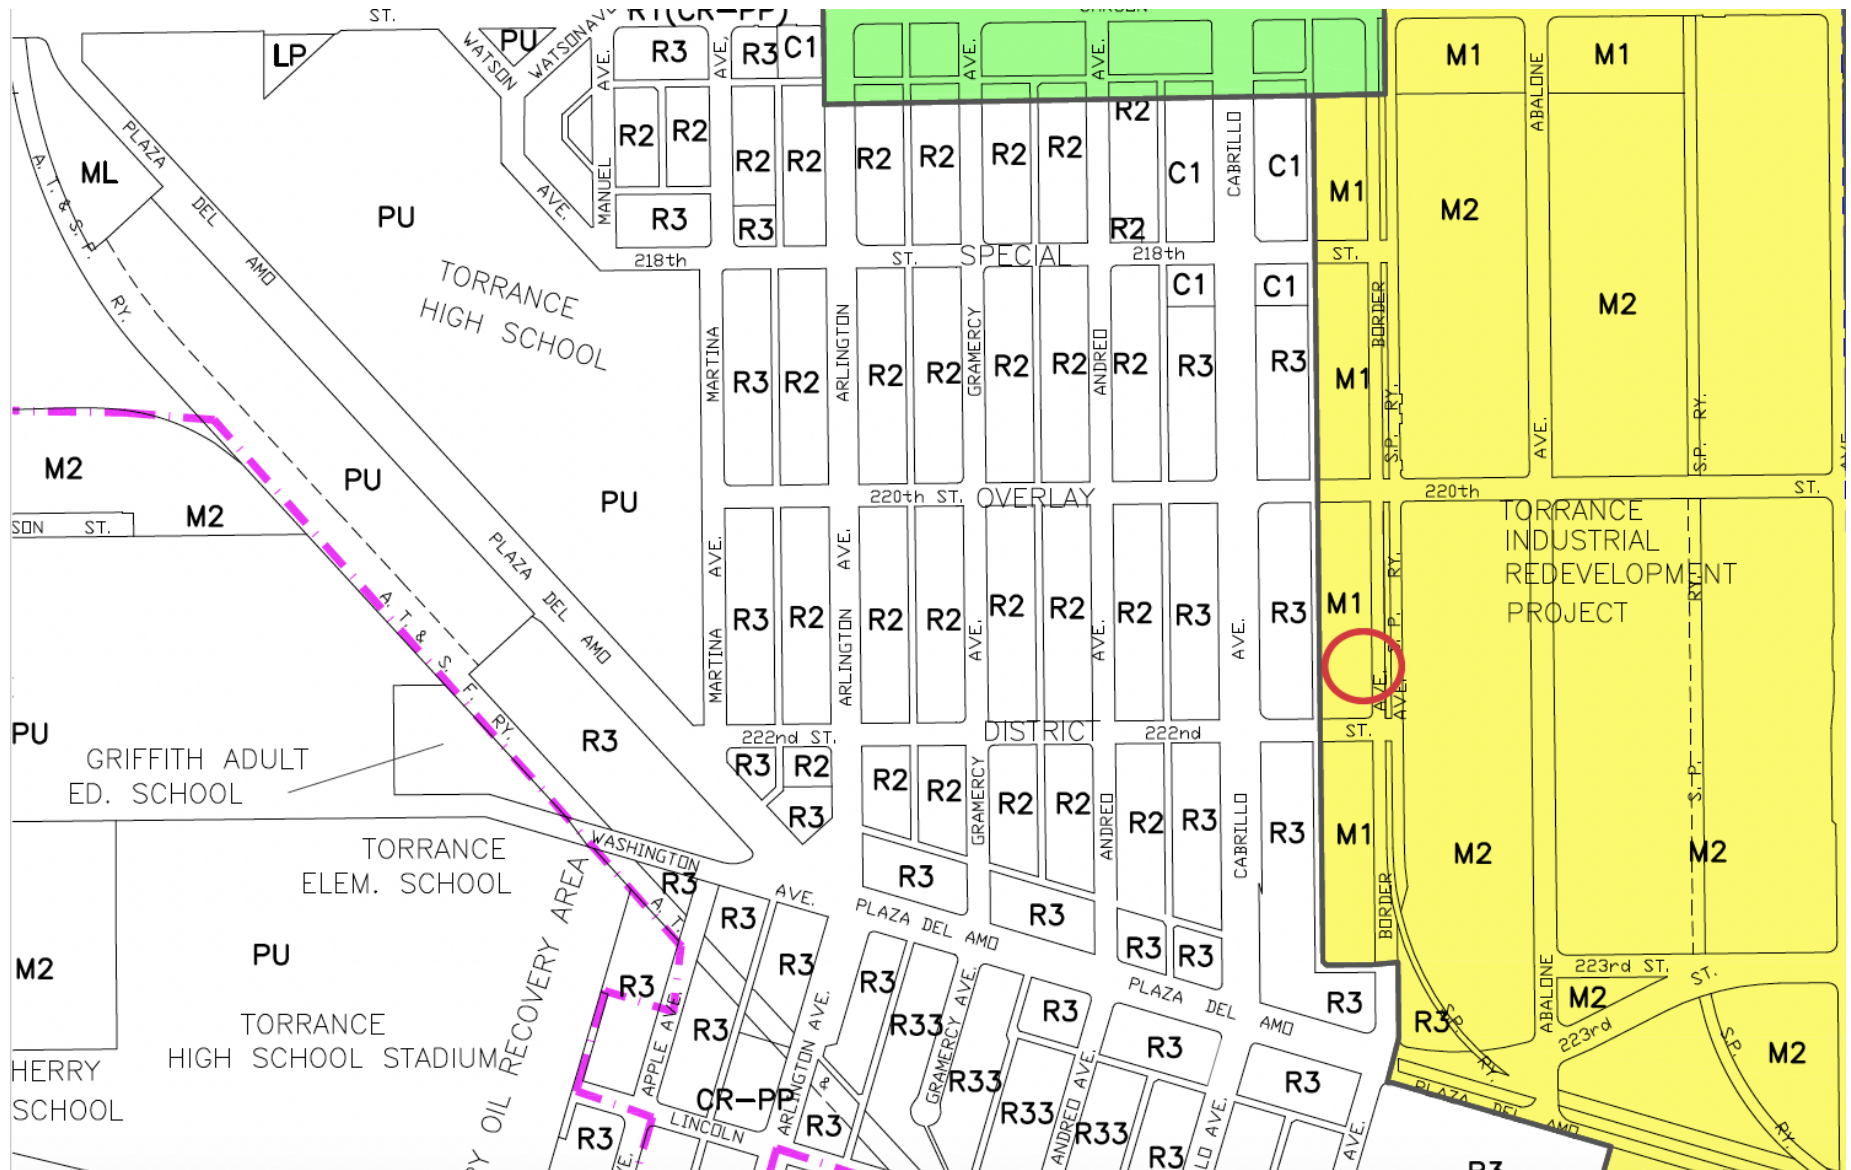 ST.
R1(CR-PP)
LP
PU
WATSON
WATSON AVE.
AVE.
R3
AVE.
R3
C1
AVE.
AVE.
M1
ABALONE
M1
ML
PLAZA
DEL
AMO
A. T. & S. F.
RY.
PU
AVE.
MANUEL
R2
R2
R2
R2
R2
R2
R2
R2
R2
C1
CABRILLO
C1
M1
M2
M2
R3
R3
R2
218th
ST.
SPECIAL
218th
ST.
TORRANCE
HIGH SCHOOL
C1
C1
BORDER
MARTINA
R3
R2
ARLINGTON
R2
R2
GRAMERCY
R2
R2
ANDREO
R2
R3
R3
M1
S.P. RY.
AVE.
S.P. RY.
AVE
M2
PU
M2
PU
220th ST.
OVERLAY
220th
ST.
SON ST.
TORRANCE
INDUSTRIAL
REDEVELOPMENT
PROJECT
PLAZA
DEL
AMO
A. T. &
S. F.
RY.
MARTINA AVE.
R3
R2
ARLINGTON AVE.
R2
R2
AVE.
R2
R2
AVE.
R2
R3
AVE.
R3
M1
S. P. RY.
AVE.
AVE.
RY.
S. P.
PU
GRIFFITH ADULT
ED. SCHOOL
R3
222nd ST.
DISTRICT
222nd
ST.
R3
R2
R3
R2
R2
GRAMERCY
R2
R2
ANDREO
R2
R3
CABRILLO
R3
M1
M2
M2
TORRANCE
ELEM. SCHOOL
WASHINGTON
AVE.
R3
R3
R3
R3
PLAZA DEL AMO
BORDER
A. T.
R3
M2
PU
R3
R3
R3
R3
R3
PLAZA DEL AMO
R3
ABALONE
223rd ST.
ST.
M2
223rd
TORRANCE
HIGH SCHOOL STADIUM
RY OIL RECOVERY AREA
APPLE AVE.
R3
ARLINGTON AVE.
R33
GRAMERCY AVE.
R3
R3
R3
S.P.
RY.
S.P.
RY.
M2
HERRY
SCHOOL
CR-PP
R33
R33
ANDREO AVE.
R33
R3
PLAZA DEL AMO
R3
LINCOLN
R3
R3
LO AVE.
AVE.
VE.
R3